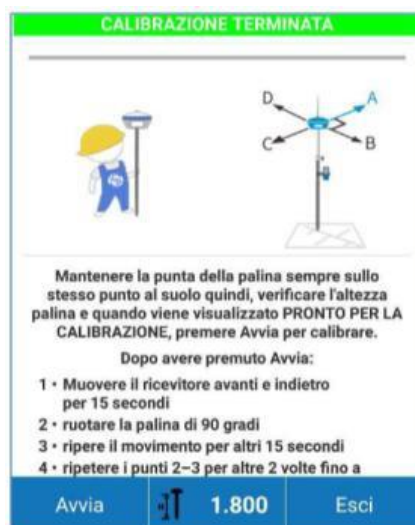 CALIBRAZIONE TERMINATA
D
A
C
B
Mantenere la punta della palina sempre sullo
stesso punto al suolo quindi, verificare l'altezza
palina e quando viene visualizzato PRONTO PER LA
CALIBRAZIONE, premere Avvia per calibrare.
Dopo avere premuto Avvia:
1 • Muovere il ricevitore avanti e indietro
per 15 secondi
2 • ruotare la palina di 90 gradi
3 • ripere il movimento per altri 15 secondi
4 • ripetere i punti 2–3 per altre 2 volte fino a
Avvia 1.800 Esci